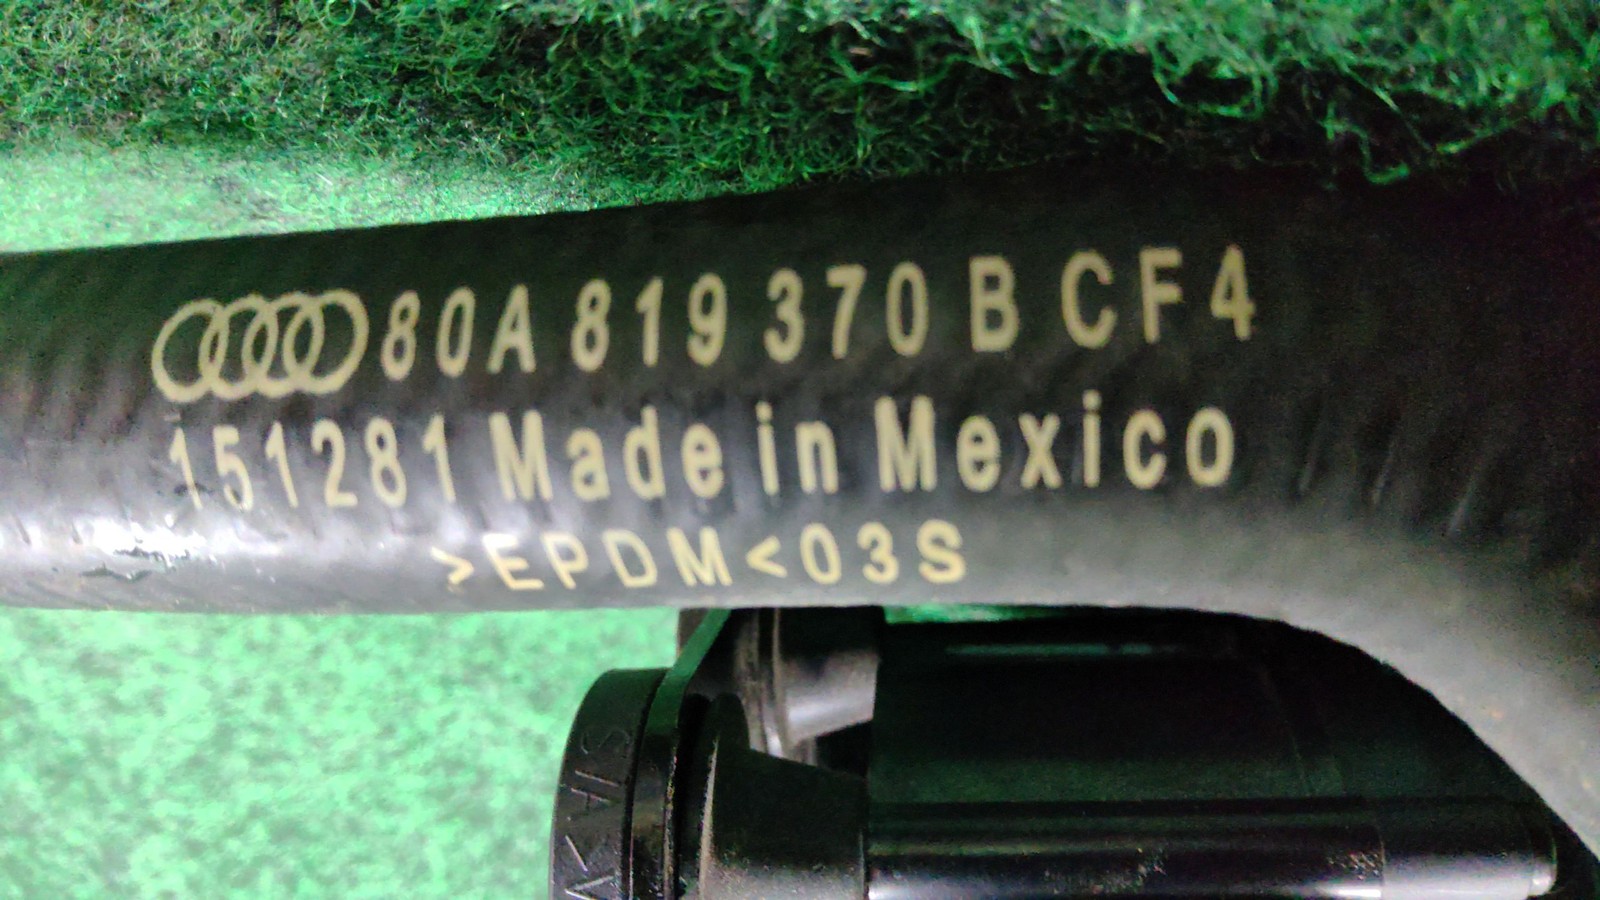 80A 819 370 B CF4
151281 Made in Mexico
>EPDM<03S